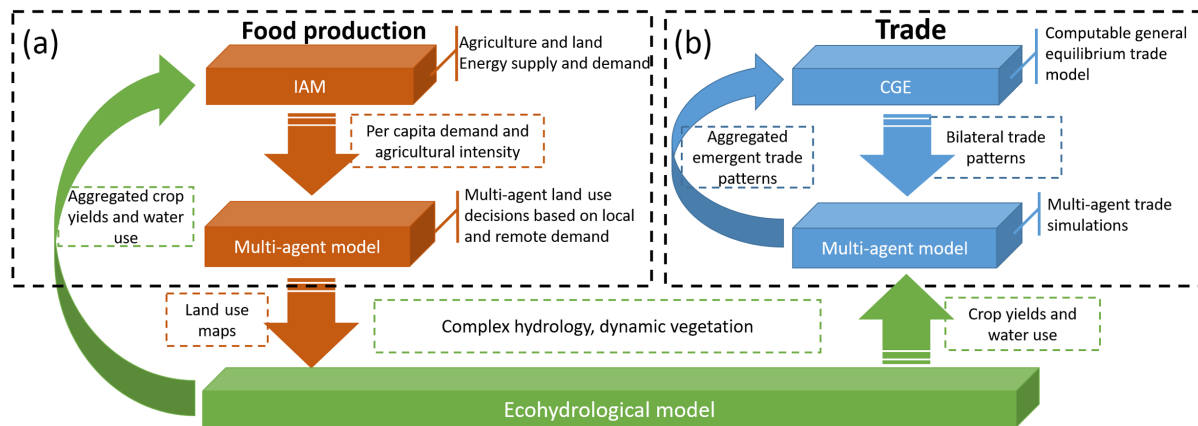 (a)
Food production
IAM
Agriculture and land
Energy supply and demand
Per capita demand and
agricultural intensity
Aggregated crop
yields and water
use
Multi-agent model
Multi-agent land use
decisions based on local
and remote demand
Land use
maps
(b)
Trade
CGE
Computable general
equilibrium trade
model
Aggregated
emergent trade
patterns
Bilateral trade
patterns
Multi-agent model
Multi-agent trade
simulations
Complex hydrology, dynamic vegetation
Crop yields and
water use
Ecohydrological model